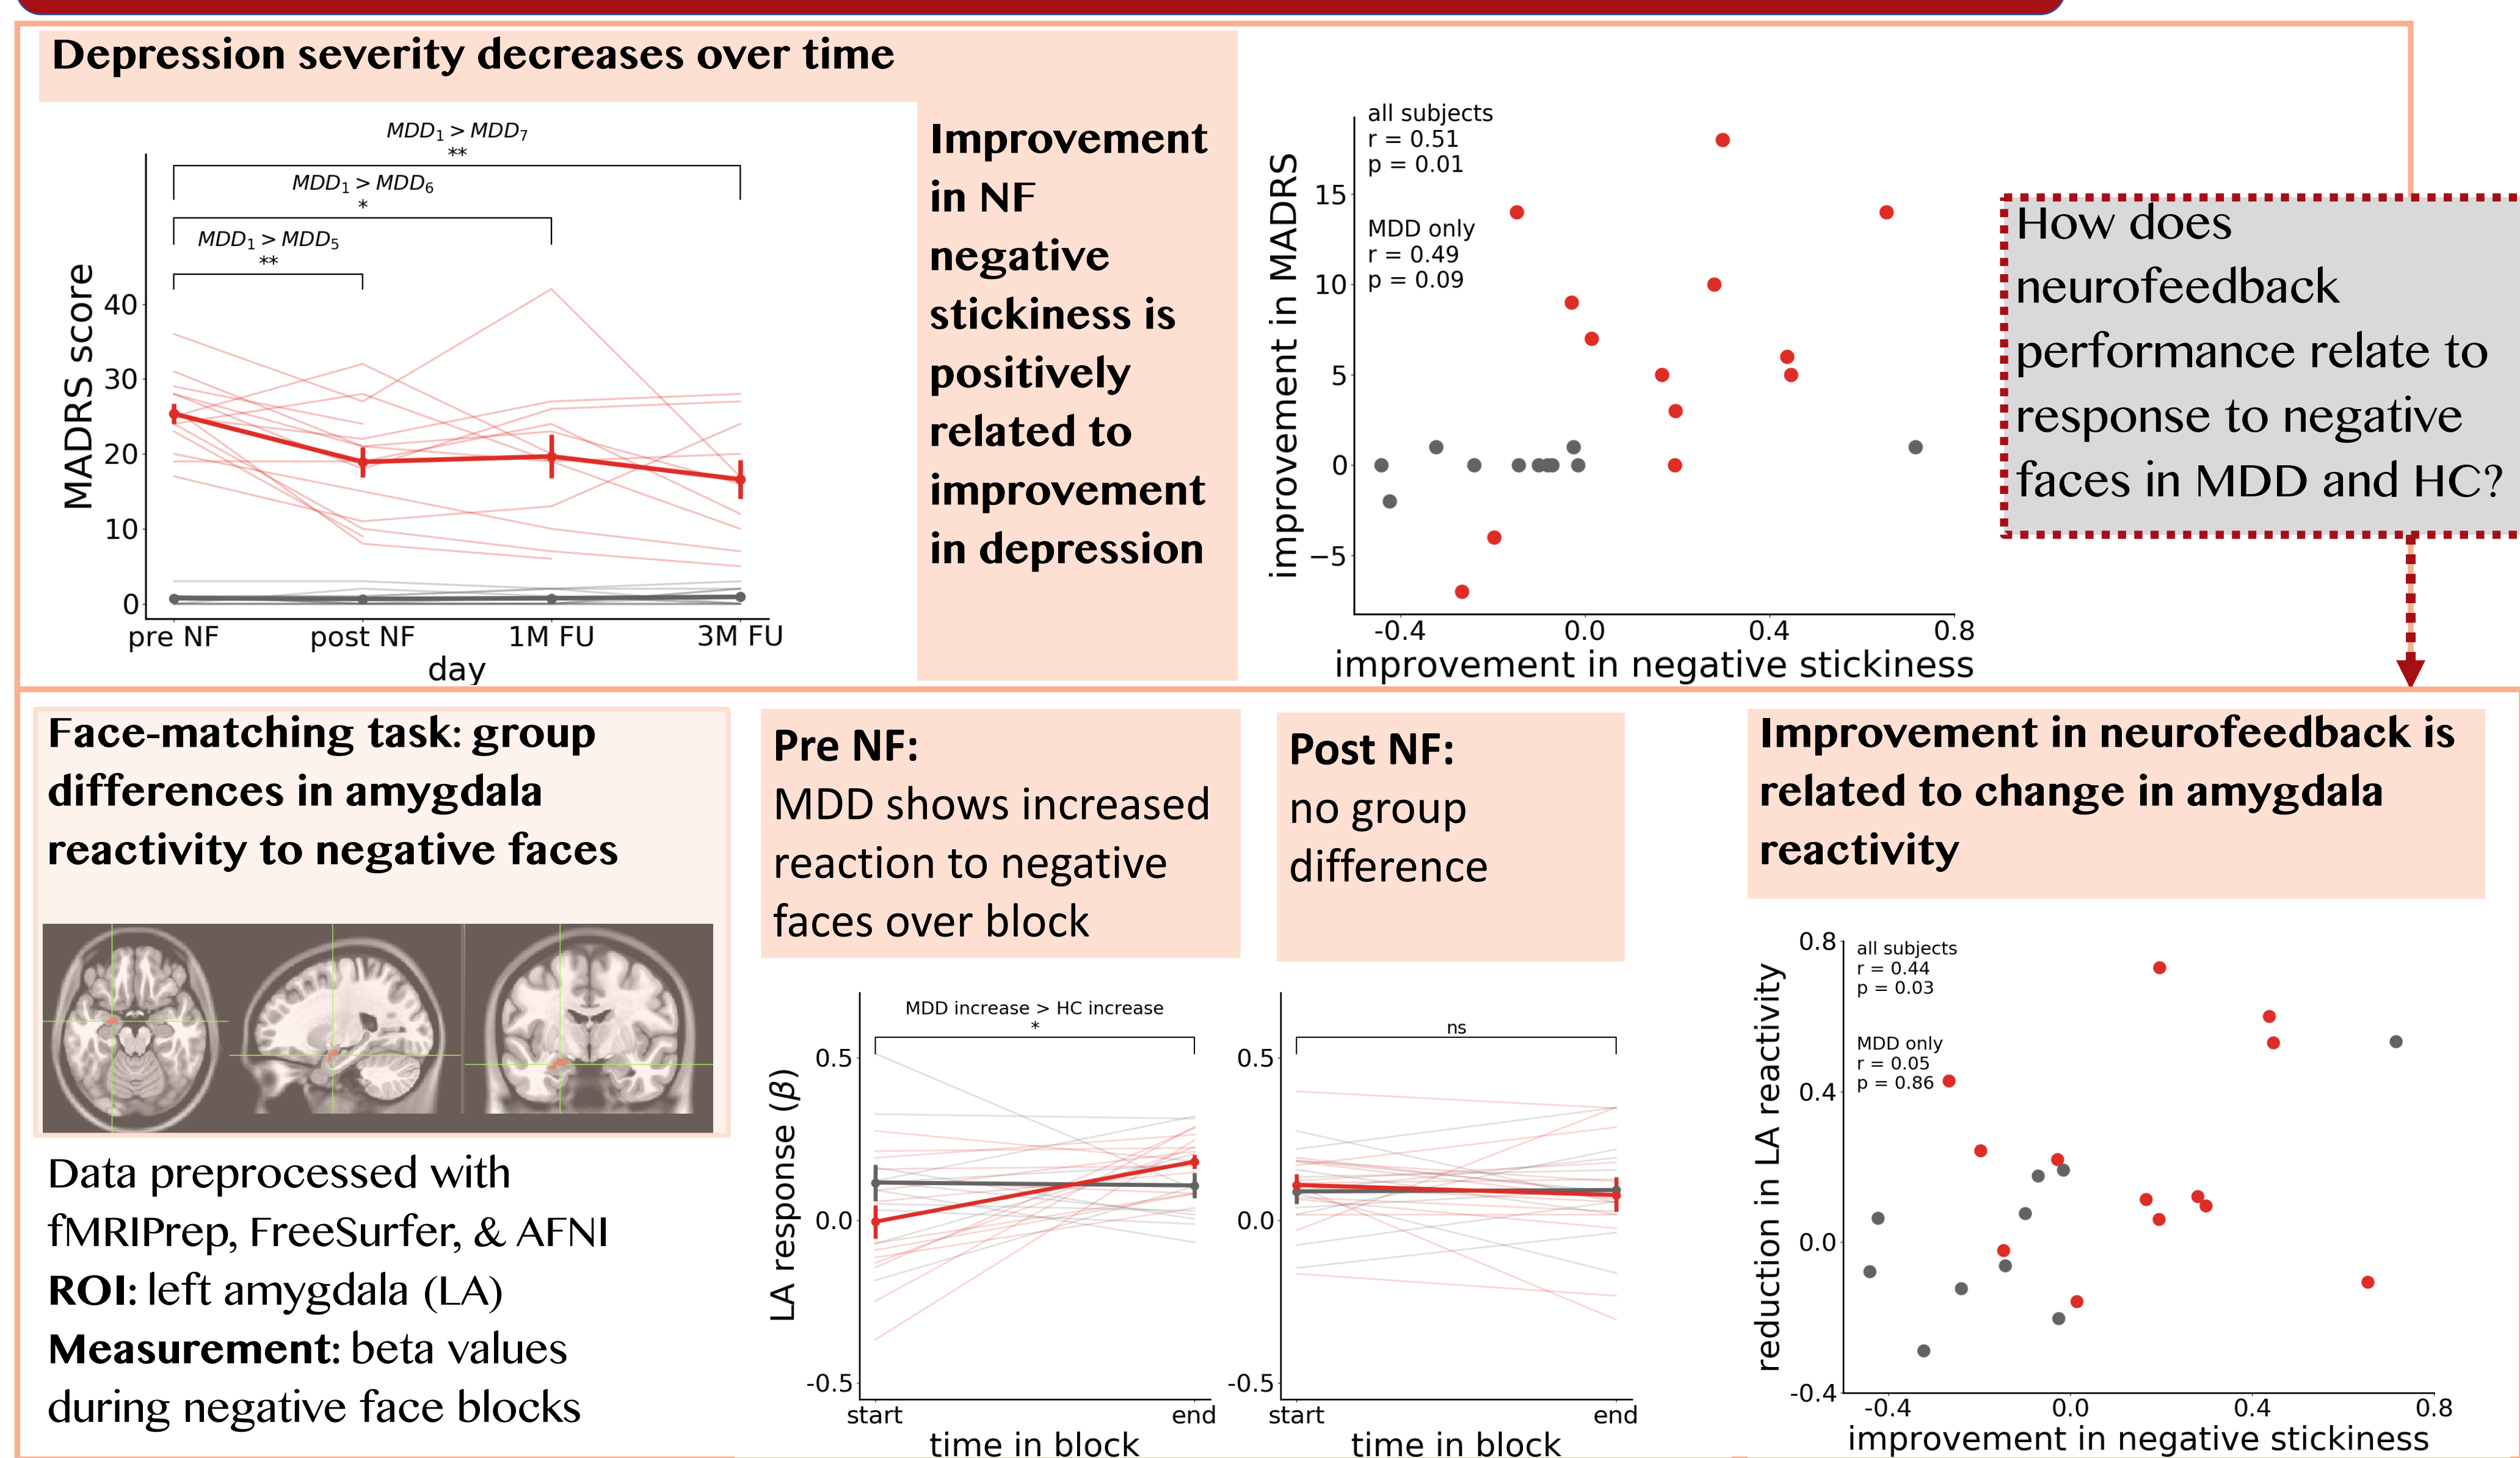 Depression severity decreases over time
MDD1 > MDD7
**
MDD1 > MDD6
*
MDD1 > MDD5
**
MADRS score
40
30
20
10
0
pre NF
post NF
1M FU
3M FU
day
Improvement
in NF
negative
stickiness is
positively
related to
improvement
in depression
all subjects
r = 0.51
p = 0.01
MDD only
r = 0.49
p = 0.09
improvement in MADRS
15
10
5
0
−5
-0.4
0.0
0.4
0.8
improvement in negative stickiness
How does
neurofeedback
performance relate to
response to negative
faces in MDD and HC?
Face-matching task: group
differences in amygdala
reactivity to negative faces
Data preprocessed with
fMRIPrep, FreeSurfer, & AFNI
ROI: left amygdala (LA)
Measurement: beta values
during negative face blocks
Pre NF:
MDD shows increased
reaction to negative
faces over block
MDD increase > HC increase
*
LA response (β)
0.5
0.0
-0.5
start
end
time in block
Post NF:
no group
difference
ns
0.5
0.0
-0.5
start
end
time in block
Improvement in neurofeedback is
related to change in amygdala
reactivity
all subjects
r = 0.44
p = 0.03
MDD only
r = 0.05
p = 0.86
reduction in LA reactivity
0.8
0.4
0.0
-0.4
-0.4
0.0
0.4
0.8
improvement in negative stickiness